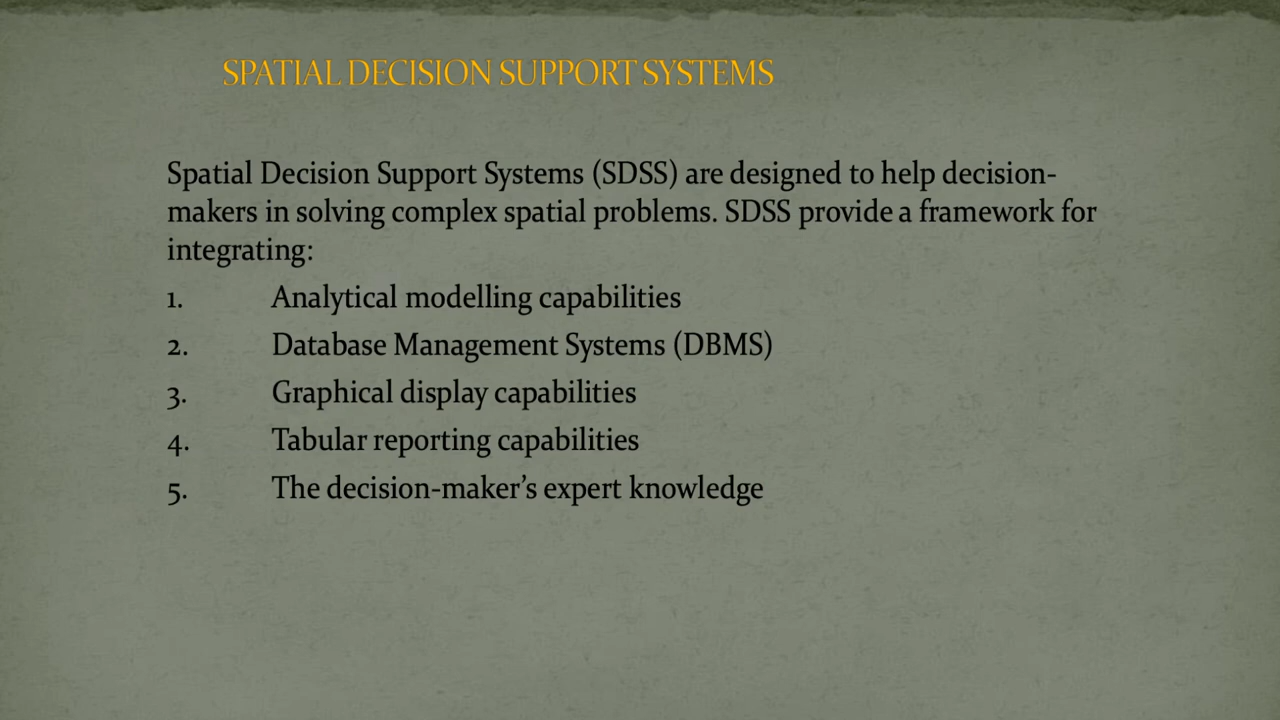 SPATIAL DECISION SUPPORT SYSTEMS
Spatial Decision Support Systems (SDSS) are designed to help decision-
makers in solving complex spatial problems. SDSS provide a framework for
integrating:
1. Analytical modelling capabilities
2. Database Management Systems (DBMS)
3. Graphical display capabilities
4. Tabular reporting capabilities
5. The decision-maker’s expert knowledge